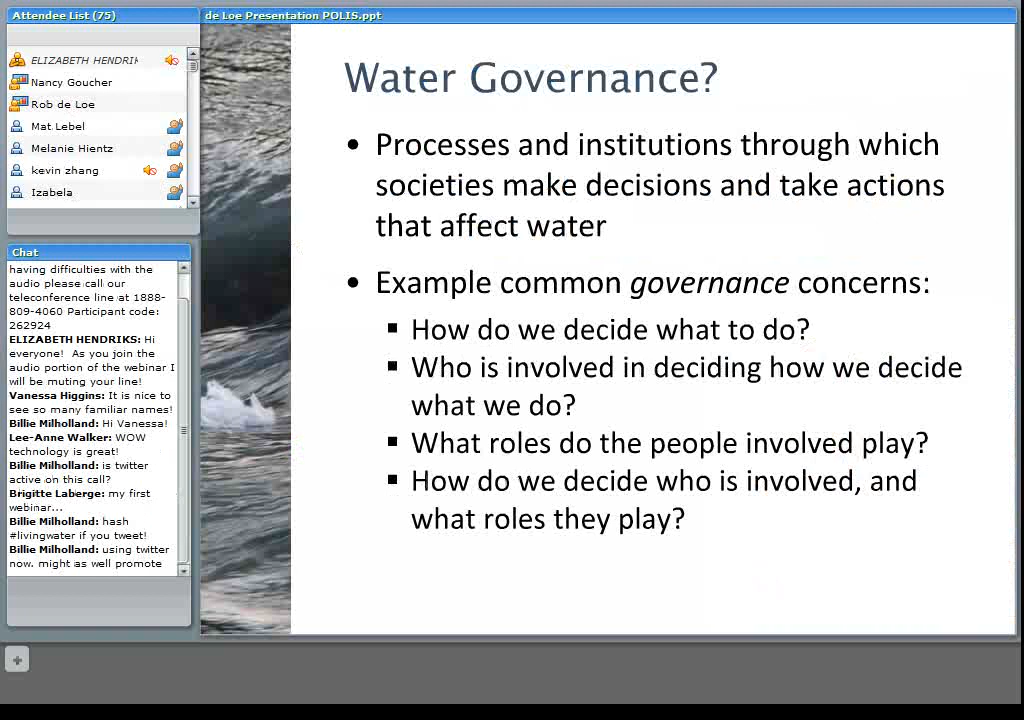 Attendee List (75)
ELIZABETH HENDRIK
Nancy Goucher
Rob de Loe
Mat Lebel
Melanie Hientz
kevin zhang
Izabela
Chat
having difficulties with the
audio please call our
teleconference line at 1888-
809-4060 Participant code:
262924
ELIZABETH HENDRIKS: Hi
everyone! As you join the
audio portion of the webinar I
will be muting your line!
Vanessa Higgins: It is nice to
see so many familiar names!
Billie Milholland: Hi Vanessa!
Lee-Anne Walker: WOW
technology is great!
Billie Milholland: is twitter
active on this call?
Brigitte Laberge: my first
webinar...
Billie Milholland: hash
#livingwater if you tweet!
Billie Milholland: using twitter
now. might as well promote
de Loe Presentation POLIS.ppt
Water Governance?
• Processes and institutions through which
societies make decisions and take actions
that affect water
• Example common governance concerns:
▪ How do we decide what to do?
▪ Who is involved in deciding how we decide
what we do?
▪ What roles do the people involved play?
▪ How do we decide who is involved, and
what roles they play?